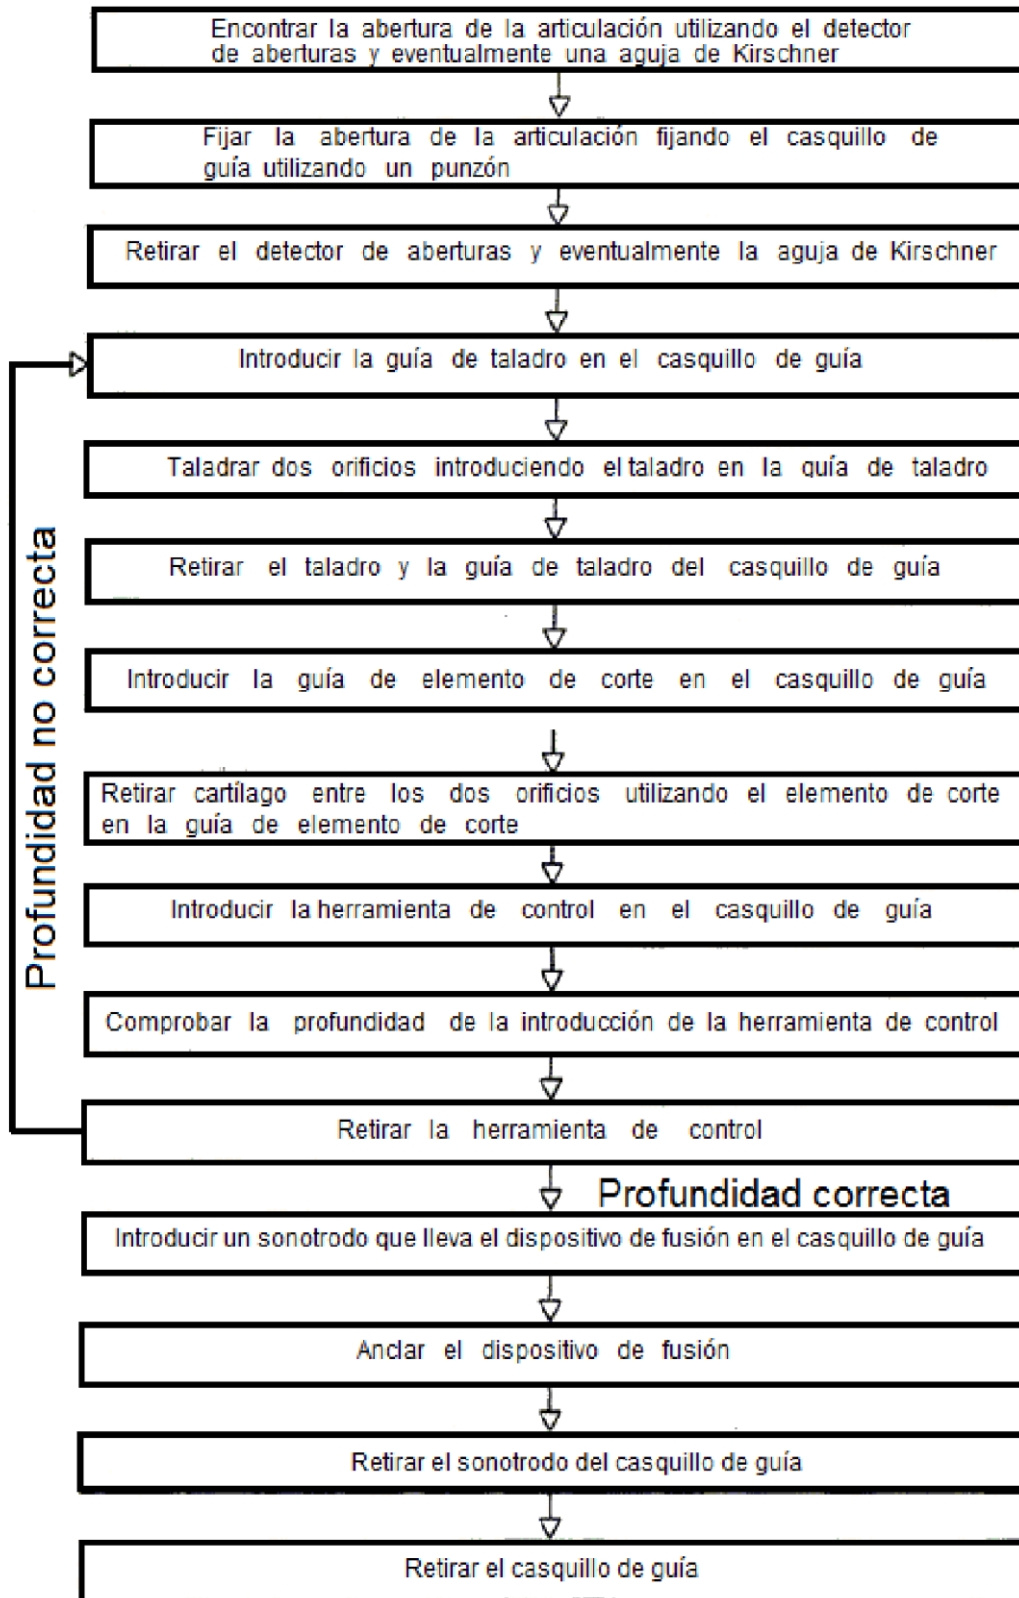 Encontrar la abertura de la articulación utilizando el detector
de aberturas y eventualmente una aguja de Kirschner
Fijar la abertura de la articulación fijando el casquillo de
guía utilizando un punzón
Retirar el detector de aberturas y eventualmente la aguja de Kirschner
Introducir la guía de taladro en el casquillo de guía
Taladrar dos orificios introduciendo el taladro en la guía de taladro
Retirar el taladro y la guía de taladro del casquillo de guía
Introducir la guía de elemento de corte en el casquillo de guía
Retirar cartílago entre los dos orificios utilizando el elemento de corte
en la guía de elemento de corte
Introducir la herramienta de control en el casquillo de guía
Comprobar la profundidad de la introducción de la herramienta de control
Retirar la herramienta de control
Profundidad no correcta
Profundidad correcta
Introducir un sonotrodo que lleva el dispositivo de fusión en el casquillo de guía
Anclar el dispositivo de fusión
Retirar el sonotrodo del casquillo de guía
Retirar el casquillo de guía